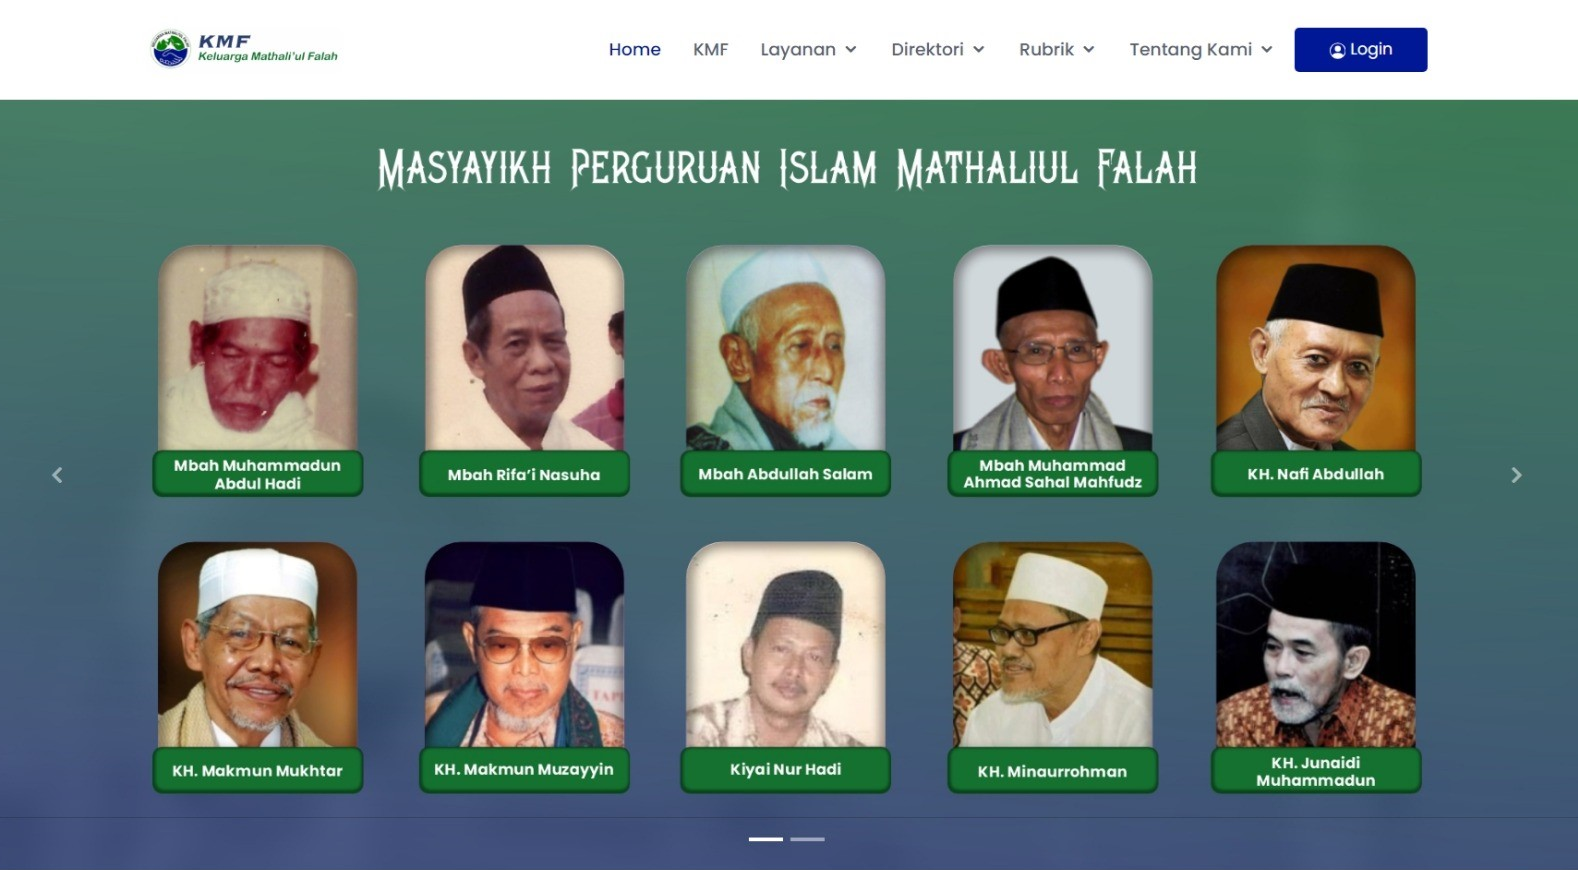 KMF
Keluarga Mathali'ul Falah
Home
KMF
Layanan
Direktori
Rubrik
Tentang Kami
Login
MASYAYIKH PERGURUAN ISLAM MATHALIUL FALAH
Mbah Muhammadun
Abdul Hadi
Mbah Rifa'i Nasuha
Mbah Abdullah Salam
Mbah Muhammad
Ahmad Sahal Mahfudz
KH. Nafi Abdullah
KH. Makmun Mukhtar
KH. Makmun Muzayyin
Kiyai Nur Hadi
KH. Minaurrohman
KH. Junaidi
Muhammadun